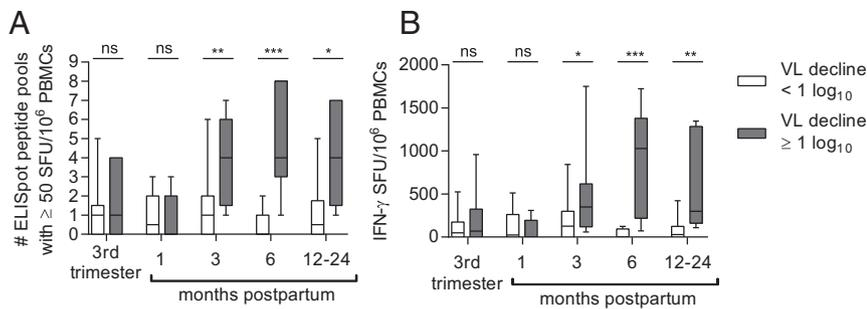 A
ns
ns
**
***
*
# ELISpot peptide pools
with ≥ 50 SFU/10⁶ PBMCs
9
8
7
6
5
4
3
2
1
0
3rd
trimester
1
3
6
12-24
months postpartum
B
ns
ns
*
***
**
IFN-γ SFU/10⁶ PBMCs
2000
1500
1000
500
0
3rd
trimester
1
3
6
12-24
months postpartum
VL decline
< 1 log₁₀
VL decline
≥ 1 log₁₀